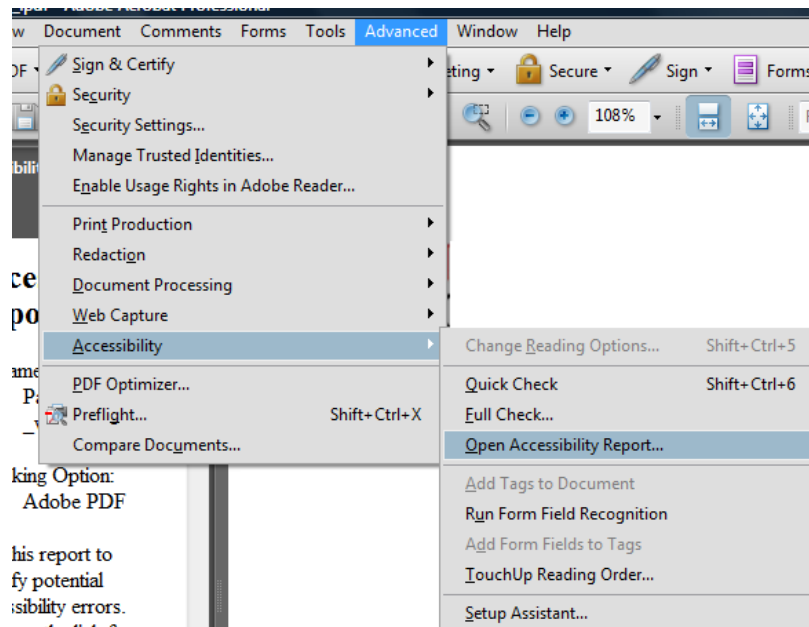 Document Comments Forms Tools Advanced Window Help
Sign & Certify
Secure Sign Forms
Security
Security Settings...
108%
Manage Trusted Identities...
Enable Usage Rights in Adobe Reader...
Print Production
Redaction
Document Processing
Web Capture
Accessibility
PDF Optimizer...
Preflight... Shift+Ctrl+X
Compare Documents...
Change Reading Options... Shift+Ctrl+5
Quick Check Shift+Ctrl+6
Full Check...
Open Accessibility Report...
Add Tags to Document
Run Form Field Recognition
Add Form Fields to Tags
TouchUp Reading Order...
Setup Assistant...
king Option:
Adobe PDF
his report to
fy potential
ssibility errors.